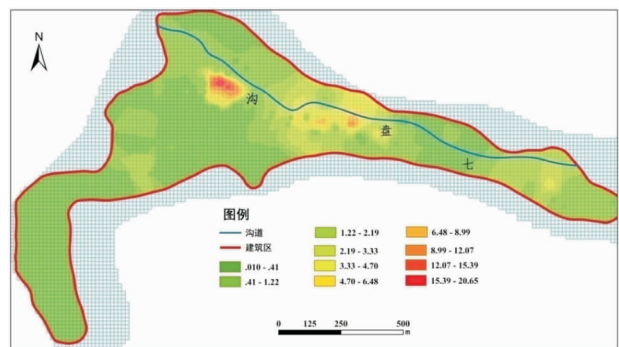 N
沟
盘
七
图例
沟道
建筑区
.010 - .41
.41 - 1.22
1.22 - 2.19
2.19 - 3.33
3.33 - 4.70
4.70 - 6.48
6.48 - 8.99
8.99 - 12.07
12.07 - 15.39
15.39 - 20.65
0 125 250 500
m